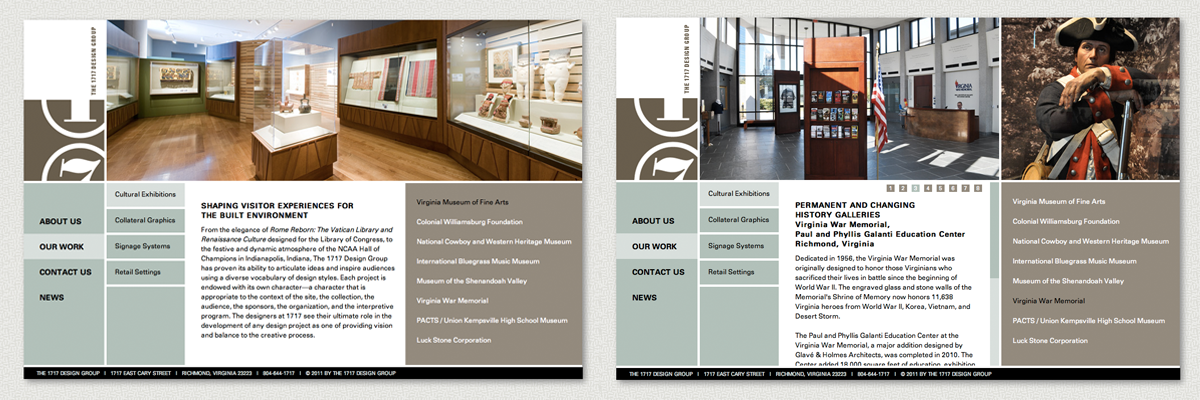 THE 1717 DESIGN GROUP
ABOUT US
OUR WORK
CONTACT US
NEWS
Cultural Exhibitions
Collateral Graphics
Signage Systems
Retail Settings
SHAPING VISITOR EXPERIENCES FOR
THE BUILT ENVIRONMENT
From the elegance of Rome Reborn: The Vatican Library and
Renaissance Culture designed for the Library of Congress, to
the festive and dynamic atmosphere of the NCAA Hall of
Champions in Indianapolis, Indiana, The 1717 Design Group
has proven its ability to articulate ideas and inspire audiences
using a diverse vocabulary of design styles. Each project is
endowed with its own character—a character that is
appropriate to the context of the site, the collection, the
audience, the sponsors, the organization, and the interpretive
program. The designers at 1717 see their ultimate role in the
development of any design project as one of providing vision
and balance to the creative process.
Virginia Museum of Fine Arts
Colonial Williamsburg Foundation
National Cowboy and Western Heritage Museum
International Bluegrass Music Museum
Museum of the Shenandoah Valley
Virginia War Memorial
PACTS / Union Kempsville High School Museum
Luck Stone Corporation
THE 1717 DESIGN GROUP I 1717 EAST CARY STREET I RICHMOND, VIRGINIA 23223 I 804-644-1717 I © 2011 BY THE 1717 DESIGN GROUP
THE 1717 DESIGN GROUP
VIRGINIA
ABOUT US
OUR WORK
CONTACT US
NEWS
Cultural Exhibitions
Collateral Graphics
Signage Systems
Retail Settings
1 2 3 4 5 6 7 8
PERMANENT AND CHANGING
HISTORY GALLERIES
Virginia War Memorial,
Paul and Phyllis Galanti Education Center
Richmond, Virginia
Dedicated in 1956, the Virginia War Memorial was
originally designed to honor those Virginians who
sacrificed their lives in battle since the beginning of
World War II. The engraved glass and stone walls of the
Memorial's Shrine of Memory now honors 11,638
Virginia heroes from World War II, Korea, Vietnam, and
Desert Storm.
The Paul and Phyllis Galanti Education Center at the
Virginia War Memorial, a major addition designed by
Glavé & Holmes Architects, was completed in 2010. The
Center added 18,000 square feet of education, exhibition
Virginia Museum of Fine Arts
Colonial Williamsburg Foundation
National Cowboy and Western Heritage Museum
International Bluegrass Music Museum
Museum of the Shenandoah Valley
Virginia War Memorial
PACTS / Union Kempsville High School Museum
Luck Stone Corporation
THE 1717 DESIGN GROUP I 1717 EAST CARY STREET I RICHMOND, VIRGINIA 23223 I 804-644-1717 I © 2011 BY THE 1717 DESIGN GROUP